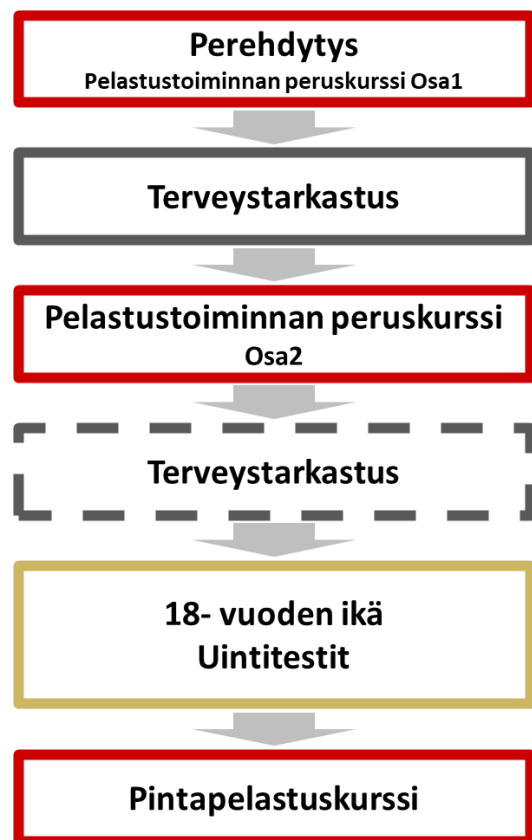 Perehdytys
Pelastustoiminnan peruskurssi Osa1
Terveystarkastus
Pelastustoiminnan peruskurssi
Osa2
Terveystarkastus
18- vuoden ikä
Uintitestit
Pintapelastuskurssi